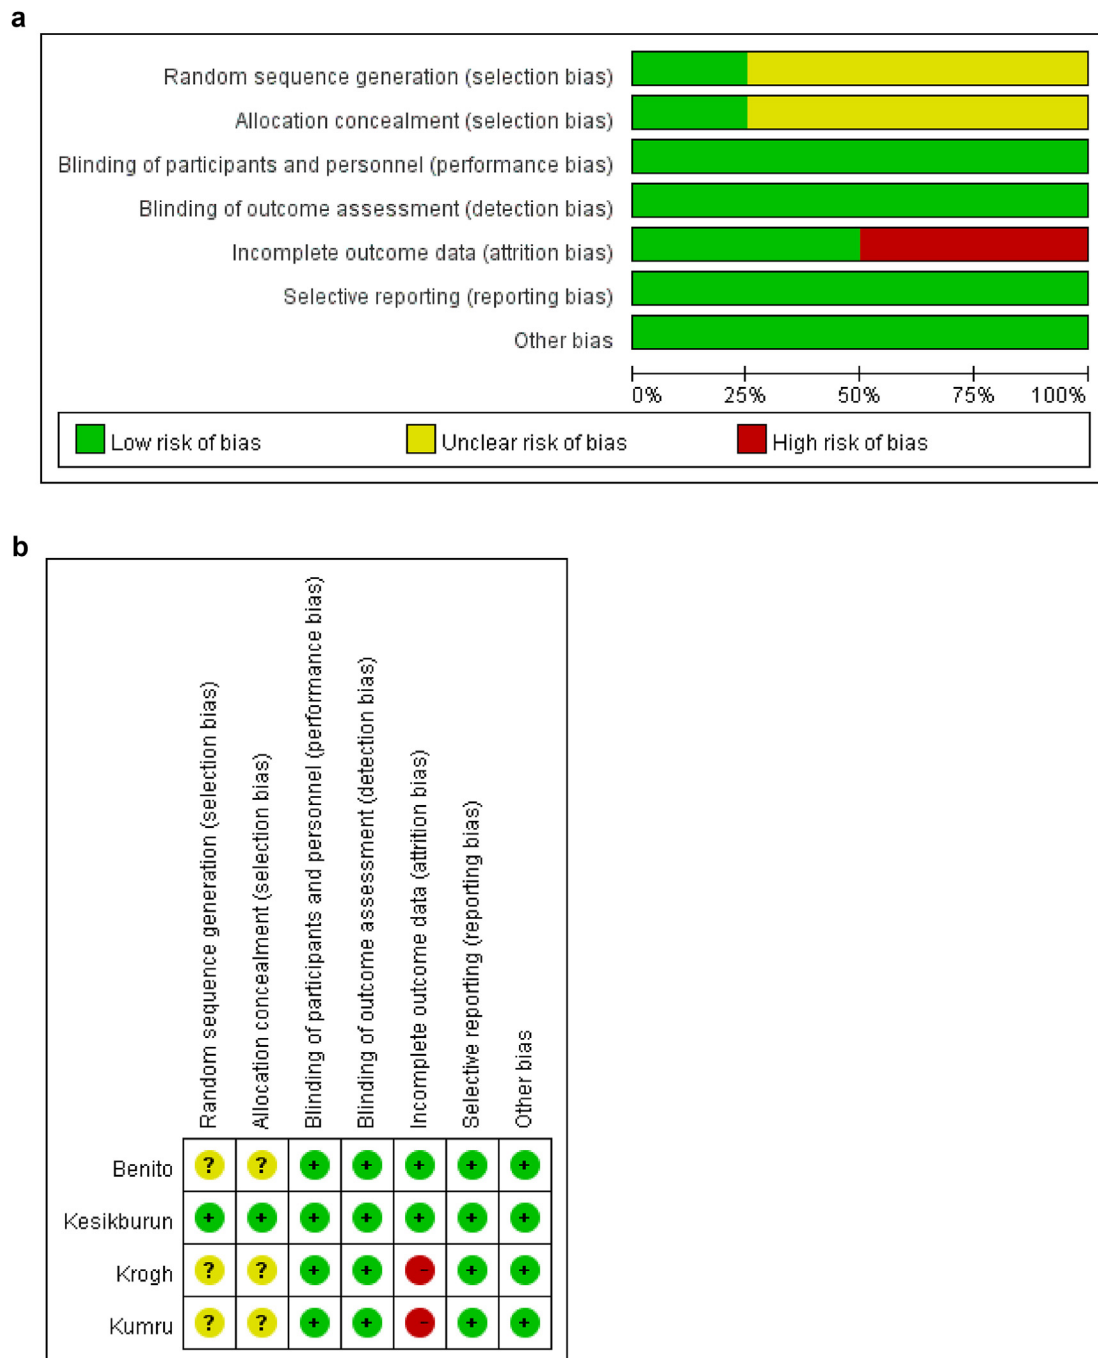 a
Random sequence generation (selection bias)
Allocation concealment (selection bias)
Blinding of participants and personnel (performance bias)
Blinding of outcome assessment (detection bias)
Incomplete outcome data (attrition bias)
Selective reporting (reporting bias)
Other bias
0% 25% 50% 75% 100%
Low risk of bias Unclear risk of bias High risk of bias
b
Random sequence generation (selection bias)
Allocation concealment (selection bias)
Blinding of participants and personnel (performance bias)
Blinding of outcome assessment (detection bias)
Incomplete outcome data (attrition bias)
Selective reporting (reporting bias)
Other bias
Benito ? ? + + + + +
Kesikburun + + + + + + +
Krogh ? ? + + - + +
Kumru ? ? + + - + +